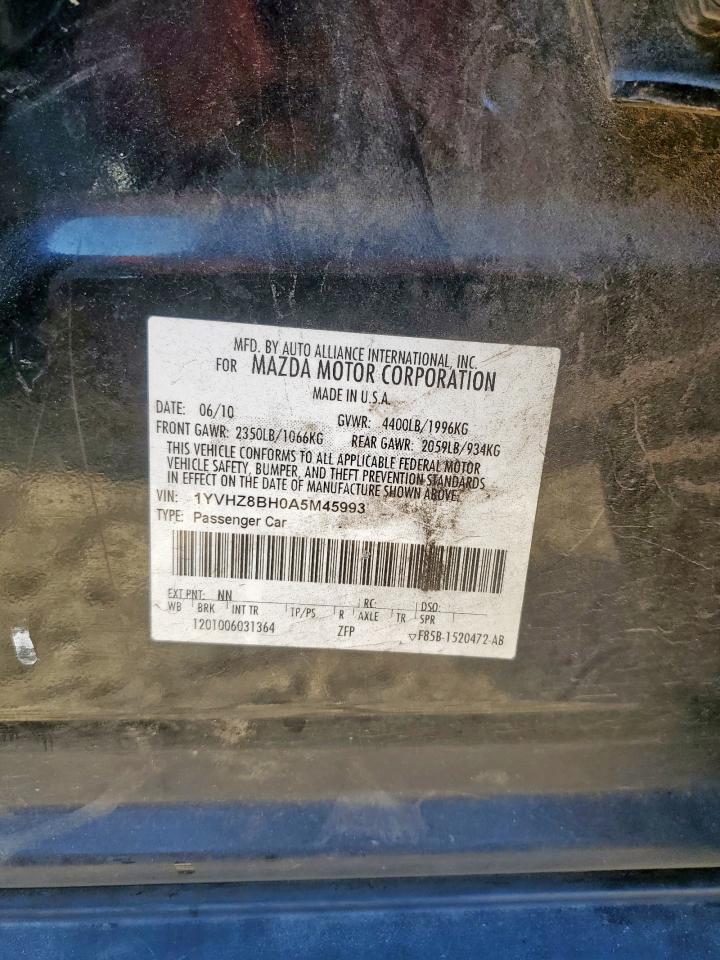 MFD. BY AUTO ALLIANCE INTERNATIONAL, INC.
FOR MAZDA MOTOR CORPORATION
MADE IN U.S.A.
DATE: 06/10 GVWR: 4400LB/1996KG
FRONT GAWR: 2350LB/1066KG REAR GAWR: 2059LB/934KG
THIS VEHICLE CONFORMS TO ALL APPLICABLE FEDERAL MOTOR
VEHICLE SAFETY, BUMPER, AND THEFT PREVENTION STANDARDS
IN EFFECT ON THE DATE OF MANUFACTURE SHOWN ABOVE.
VIN: 1YVHZ8BH0A5M45993
TYPE: Passenger Car
EXT PNT: NN RC: DSO:
WB BRK INT TR TP/PS R AXLE TR SPR
1201006031364 ZFP ▽F85B-1520472-AB